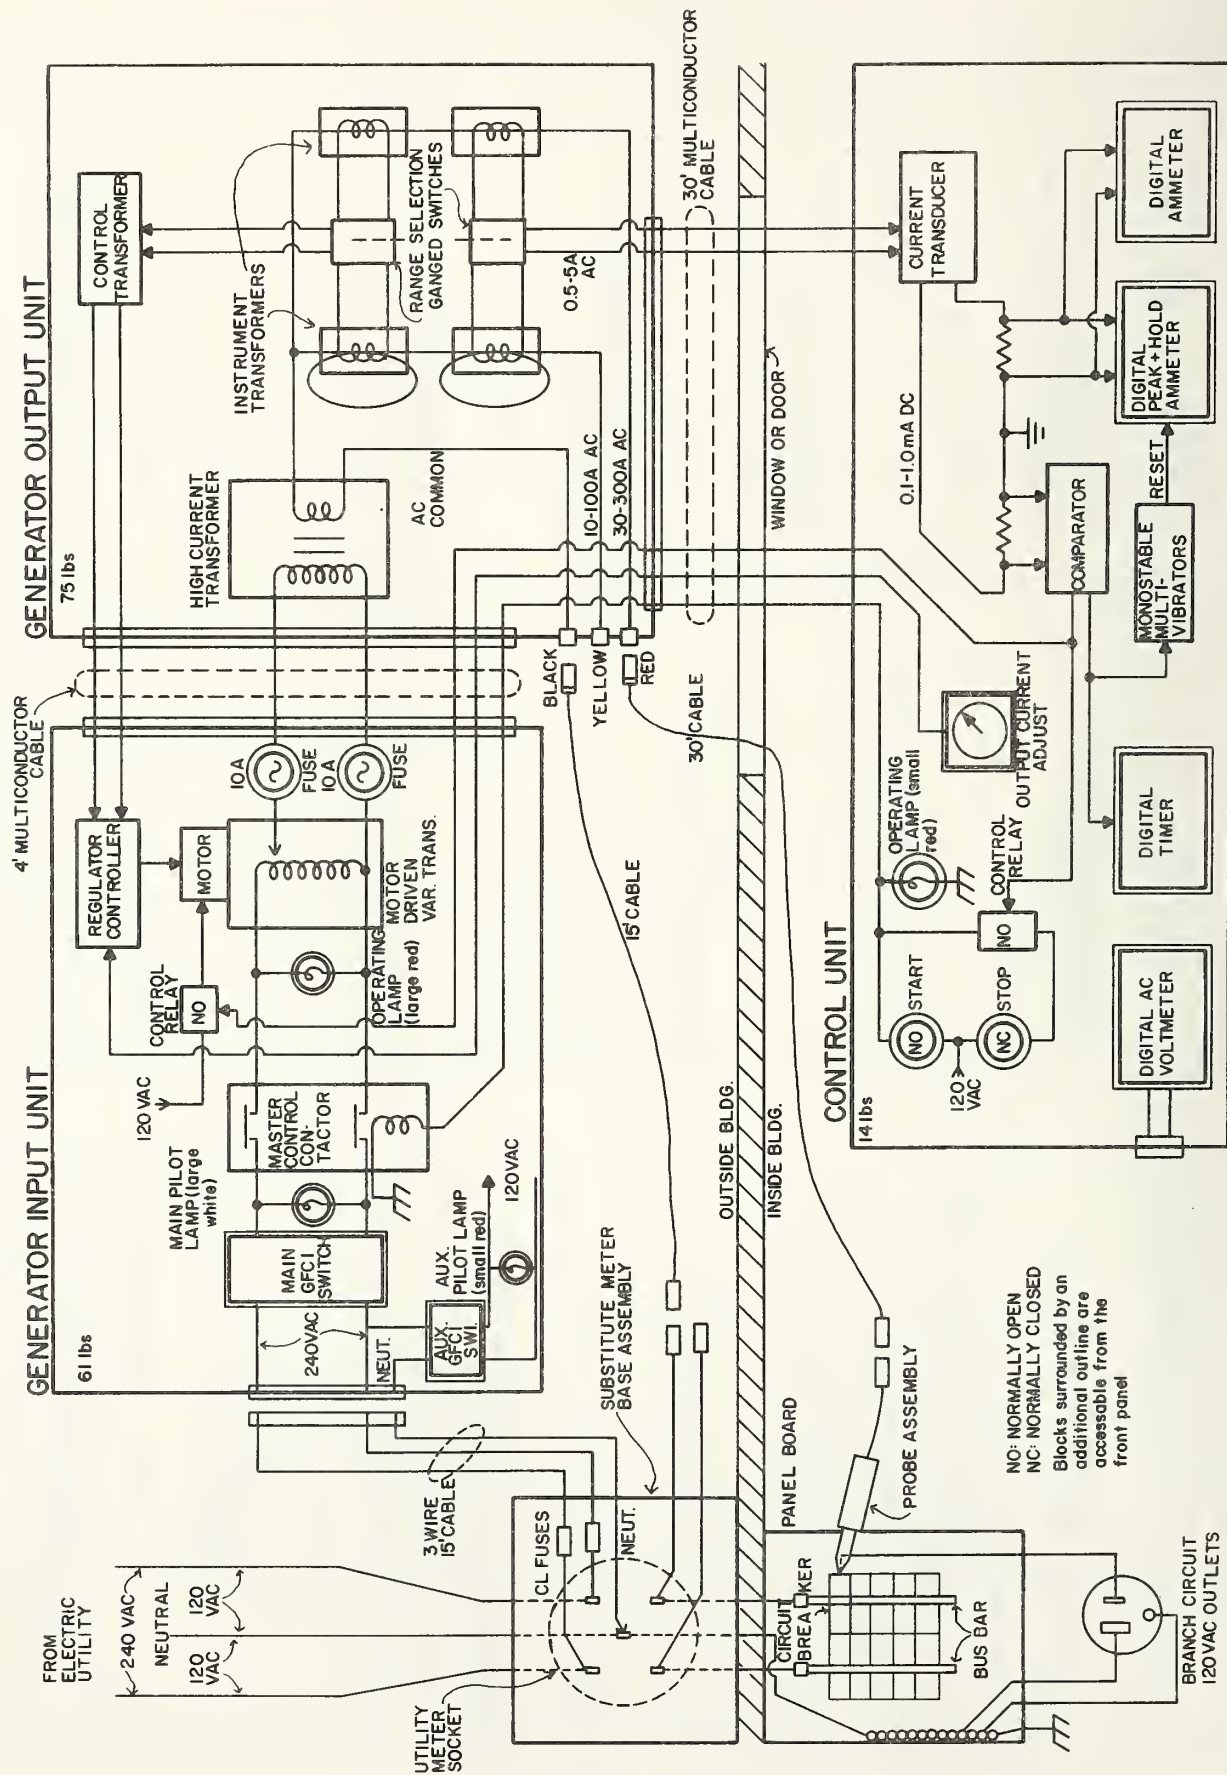 GENERATOR INPUT UNIT
61 lbs
240VAC
NEUT.
MAIN
GFCI
SWITCH
AUX.
GFCI
SWI.
AUX.
PILOT LAMP
(small red)
120VAC
MAIN PILOT
LAMP (large
white)
MASTER
CONTROL
CON-
TACTOR
120 VAC
CONTROL
RELAY
NO
OPERATING
LAMP
(large red)
REGULATOR
CONTROLLER
MOTOR
MOTOR
DRIVEN
VAR. TRANS.
10 A
FUSE
10 A
FUSE
4' MULTICONDUCTOR
CABLE
GENERATOR OUTPUT UNIT
75 lbs
CONTROL
TRANSFORMER
HIGH CURRENT
TRANSFORMER
INSTRUMENT
TRANSFORMERS
RANGE SELECTION
GANGED SWITCHES
AC
COMMON
0.5-5A
AC
10-100A AC
30-300A AC
BLACK
YELLOW
RED
30' MULTICONDUCTOR
CABLE
30' CABLE
15' CABLE
WINDOW OR DOOR
OUTSIDE BLDG.
INSIDE BLDG.
FROM
ELECTRIC
UTILITY
240 VAC
NEUTRAL
120
VAC
120
VAC
3 WIRE
15' CABLE
CL FUSES
NEUT.
UTILITY
METER
SOCKET
SUBSTITUTE METER
BASE ASSEMBLY
PANEL BOARD
CIRCUIT
BREAKER
BUS BAR
PROBE ASSEMBLY
BRANCH CIRCUIT
120 VAC OUTLETS
NO: NORMALLY OPEN
NC: NORMALLY CLOSED
Blocks surrounded by an
additional outline are
accessable from the
front panel
CONTROL UNIT
14 lbs
DIGITAL AC
VOLTMETER
120
VAC
NO
START
NC
STOP
NO
CONTROL
RELAY
OPERATING
LAMP (small
red)
OUTPUT CURRENT
ADJUST
DIGITAL
TIMER
0.1-1.0mA DC
CURRENT
TRANSDUCER
COMPARATOR
MONOSTABLE
MULTI-
VIBRATORS
RESET
DIGITAL
PEAK+HOLD
AMMETER
DIGITAL
AMMETER